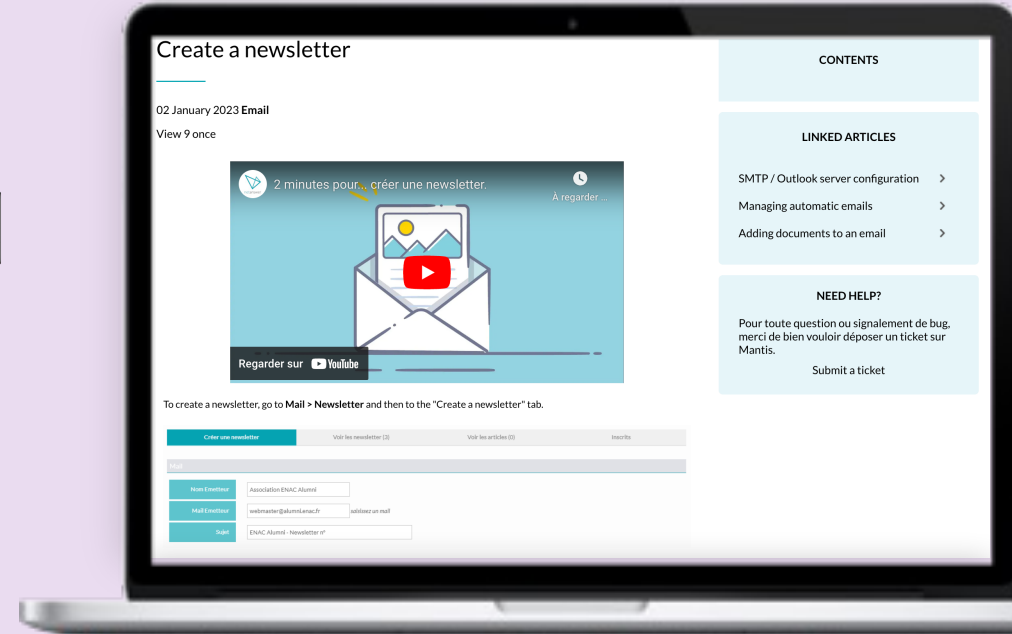 Create a newsletter
02 January 2023 Email
View 9 once
2 minutes pour... créer une newsletter.
À regarder ...
Regarder sur YouTube
To create a newsletter, go to Mail > Newsletter and then to the "Create a newsletter" tab.
Créer une newsletter Voir les newsletter (3) Voir les articles (0) Inscrits
Mail
Nom Emetteur Association ENAC Alumni
Mail Emetteur webmaster@alumni.enac.fr saisissez un mail
Sujet ENAC Alumni - Newsletter n°
CONTENTS
LINKED ARTICLES
SMTP / Outlook server configuration
Managing automatic emails
Adding documents to an email
NEED HELP?
Pour toute question ou signalement de bug,
merci de bien vouloir déposer un ticket sur
Mantis.
Submit a ticket